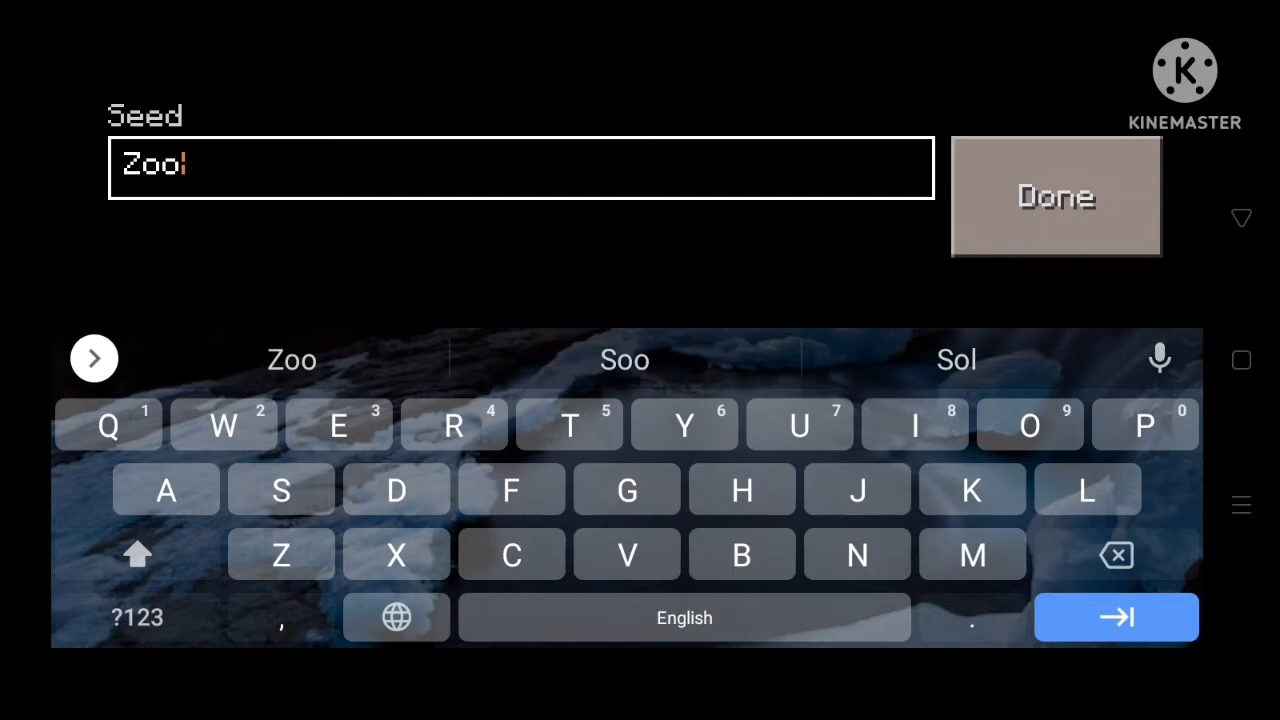 K
KINEMASTER
Seed
Zoo
Done
Zoo Soo Sol
Q 1 W 2 E 3 R 4 T 5 Y 6 U 7 I 8 O 9 P 0
A S D F G H J K L
Z X C V B N M
?123 , English .